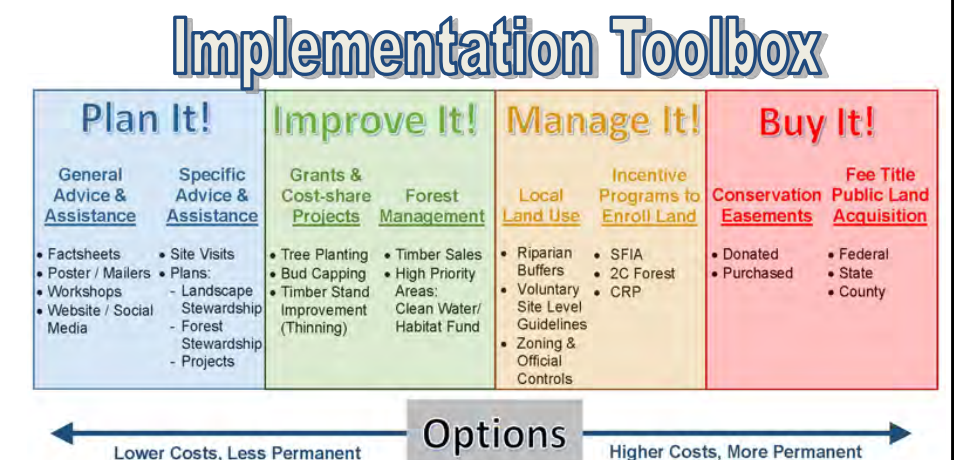 Implementation Toolbox
Plan It!
General
Advice &
Assistance
• Factsheets
• Poster / Mailers
• Workshops
• Website / Social
Media
Specific
Advice &
Assistance
• Site Visits
• Plans:
- Landscape
Stewardship
- Forest
Stewardship
- Projects
Improve It!
Grants &
Cost-share
Projects
• Tree Planting
• Bud Capping
• Timber Stand
Improvement
(Thinning)
Forest
Management
• Timber Sales
• High Priority
Areas:
Clean Water/
Habitat Fund
Manage It!
Local
Land Use
• Riparian
Buffers
• Voluntary
Site Level
Guidelines
• Zoning &
Official
Controls
Incentive
Programs to
Enroll Land
• SFIA
• 2C Forest
• CRP
Buy It!
Conservation
Easements
• Donated
• Purchased
Fee Title
Public Land
Acquisition
• Federal
• State
• County
Options
Lower Costs, Less Permanent
Higher Costs, More Permanent